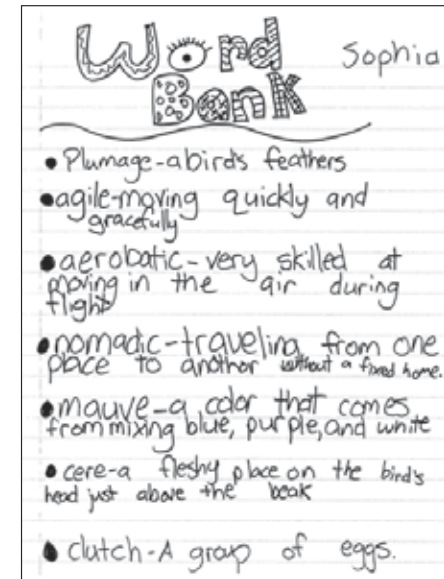 Word Sophia
Bank
• Plumage-a bird's feathers
• agile-moving quickly and
gracefully
• aerobatic-very skilled at
moving in the air during
flight
• nomadic-traveling from one
place to another without a fixed home.
• mauve-a color that comes
from mixing blue, purple, and white
• cere-a fleshy place on the bird's
head just above the beak
• clutch-A group of eggs.